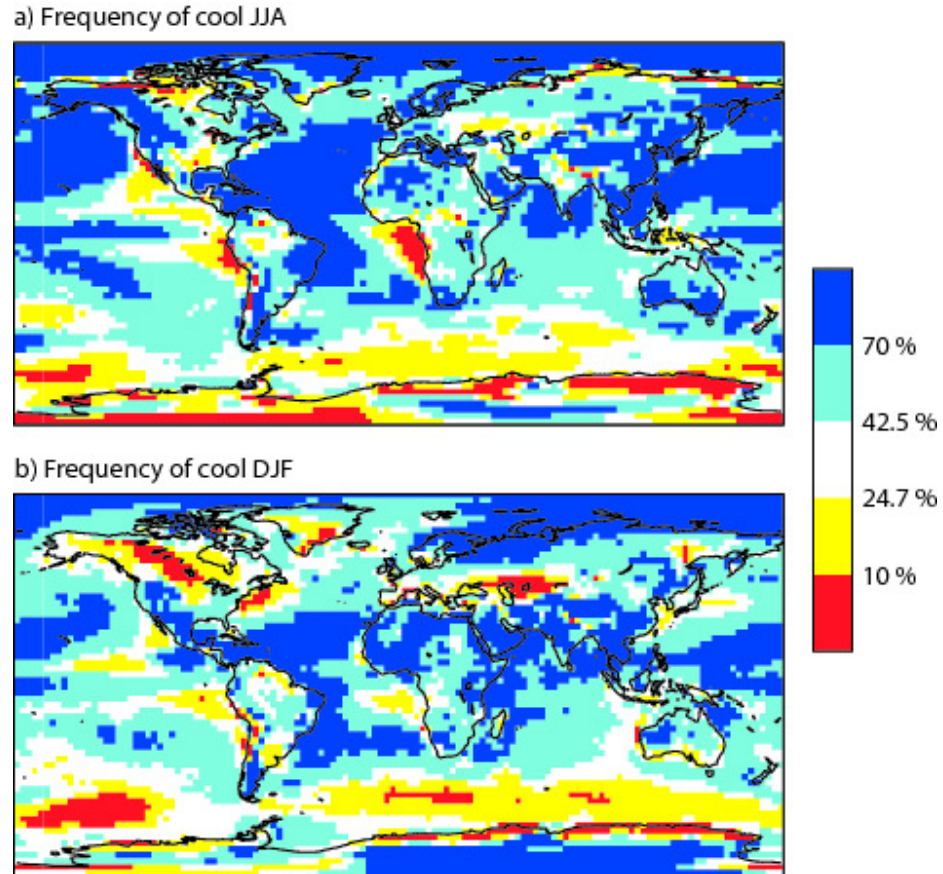 a) Frequency of cool JJA
70 %
42.5 %
24.7 %
10 %
b) Frequency of cool DJF